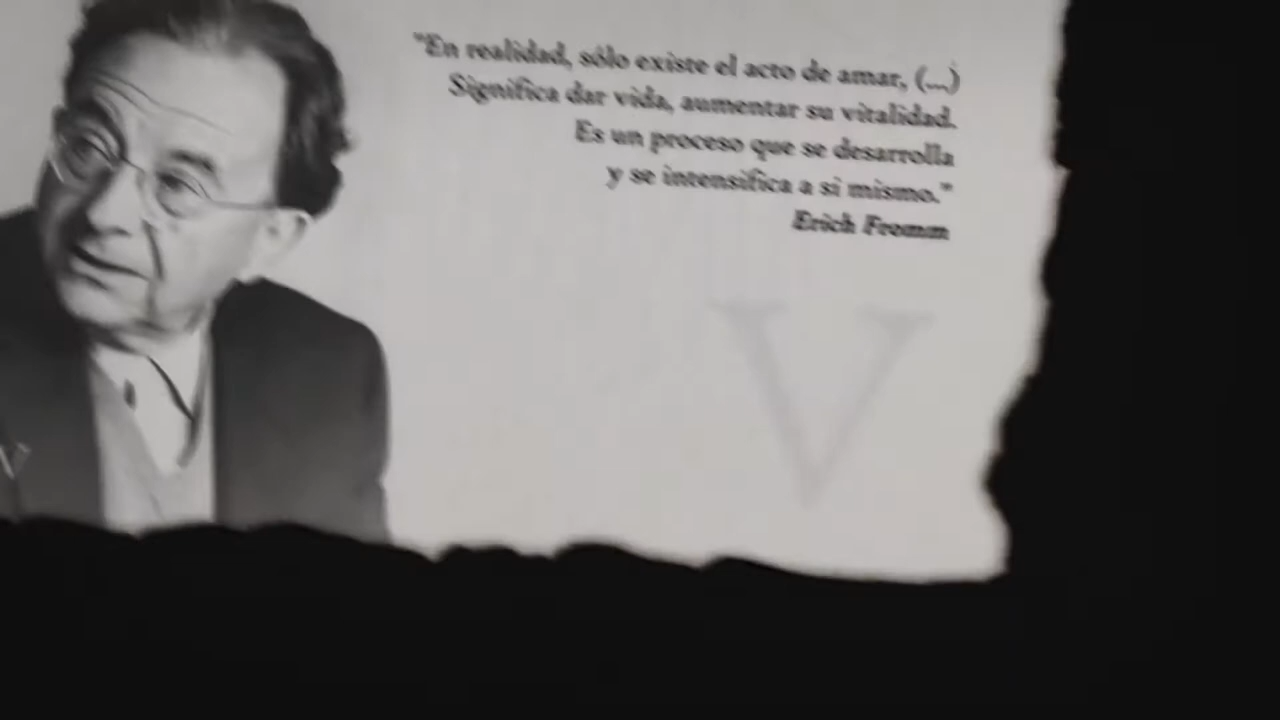 "En realidad, sólo existe el acto de amar, (...)
Significa dar vida, aumentar su vitalidad.
Es un proceso que se desarrolla
y se intensifica a si mismo."
Erich Fromm
V